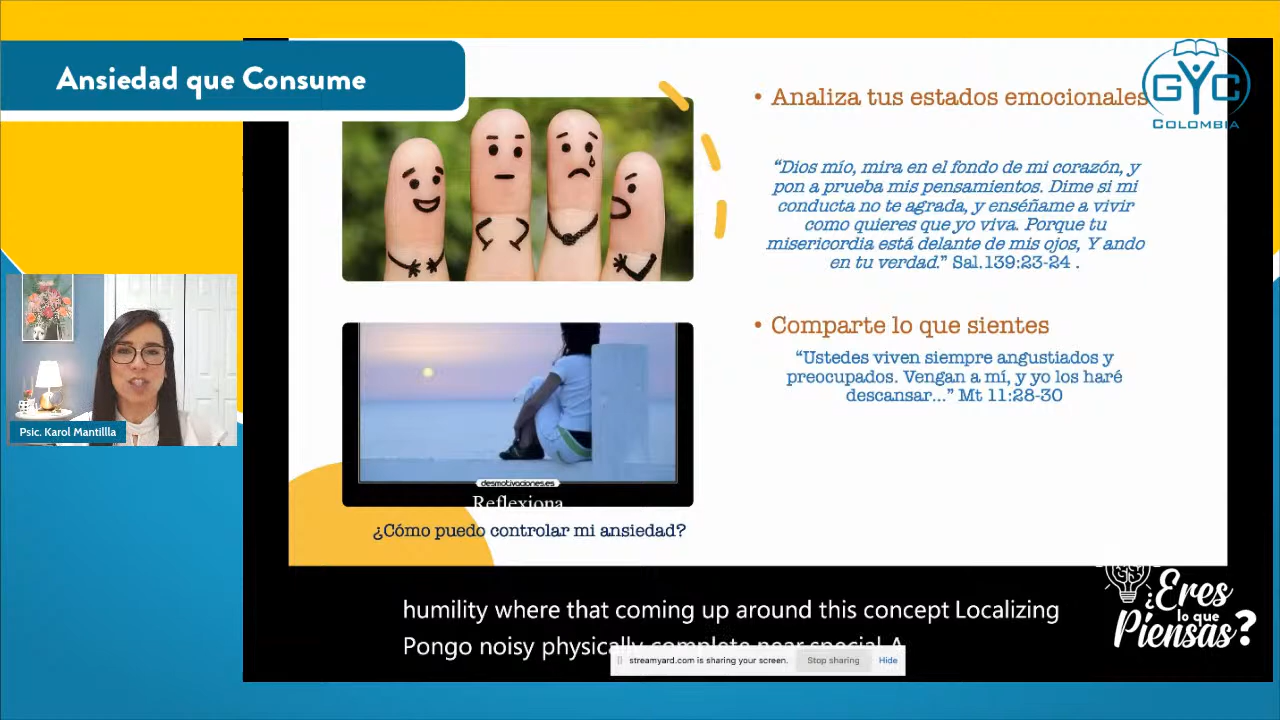 Ansiedad que Consume
GYC
COLOMBIA
• Analiza tus estados emocionales
“Dios mío, mira en el fondo de mi corazón, y
pon a prueba mis pensamientos. Dime si mi
conducta no te agrada, y enséñame a vivir
como quieres que yo viva. Porque tu
misericordia está delante de mis ojos, Y ando
en tu verdad.” Sal.139:23-24 .
• Comparte lo que sientes
“Ustedes viven siempre angustiados y
preocupados. Vengan a mí, y yo los haré
descansar...” Mt 11:28-30
Psic. Karol Mantillla
desmotivaciones.es
Reflexiona
¿Cómo puedo controlar mi ansiedad?
humility where that coming up around this concept Localizing
Pongo noisy physically complete near special A
streamyard.com is sharing your screen. Stop sharing Hide
¿Eres
lo que
Piensas?